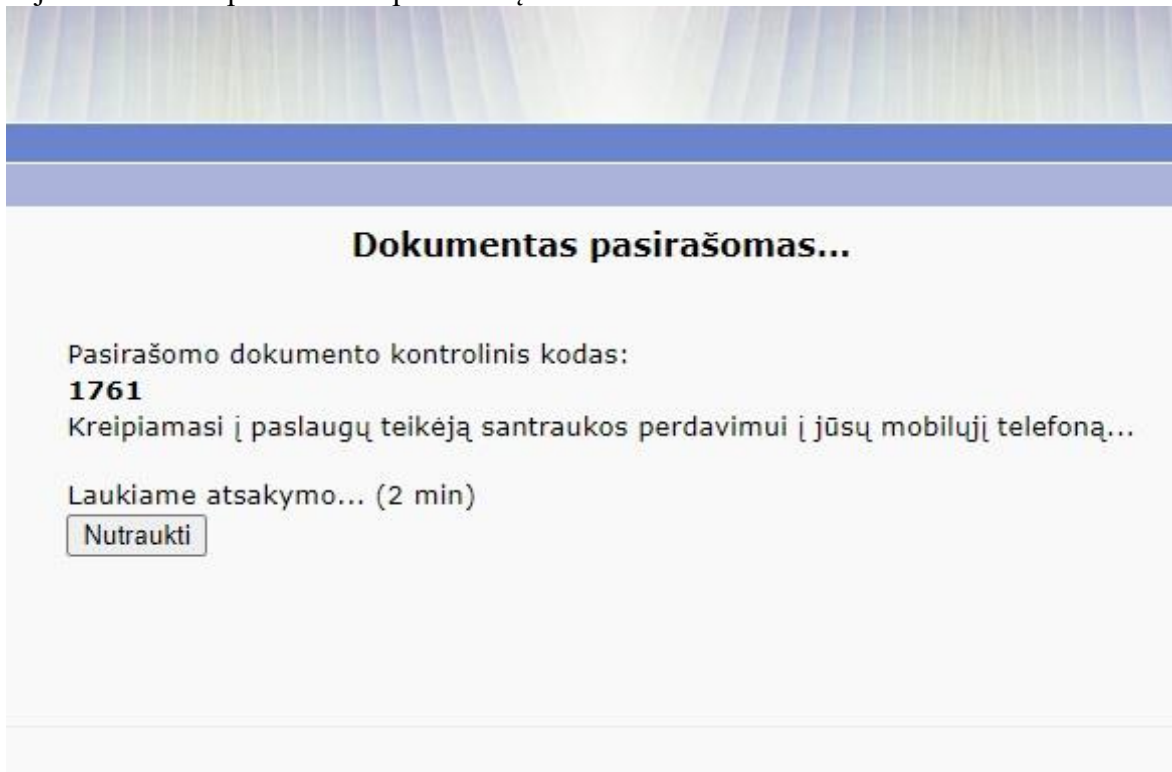 Dokumentas pasirašomas...
Pasirašomo dokumento kontrolinis kodas:
1761
Kreipiamasi į paslaugų teikėją santraukos perdavimui į jūsų mobilųjį telefoną...
Laukiame atsakymo... (2 min)
Nutraukti